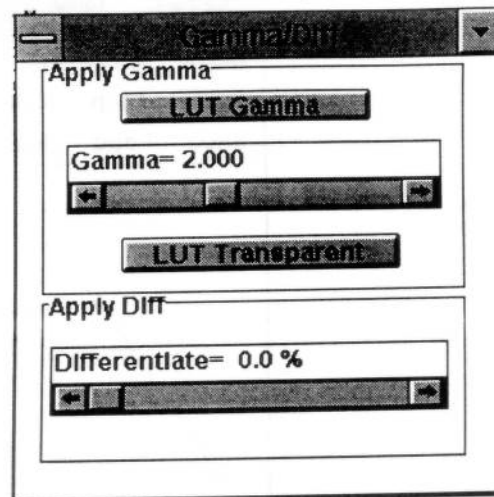 Gamma/Diff
Apply Gamma
LUT Gamma
Gamma= 2.000
LUT Transparent
Apply Diff
Differentiate= 0.0 %